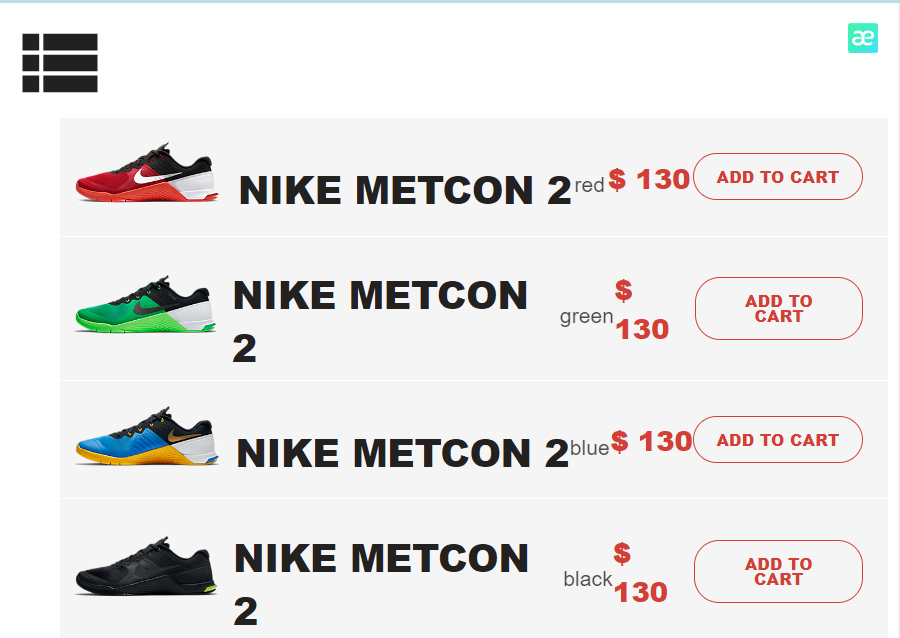 æ
NIKE METCON 2 red $ 130 ADD TO CART
NIKE METCON
2
green
$
130
ADD TO
CART
NIKE METCON 2 blue $ 130 ADD TO CART
NIKE METCON
2
black
$
130
ADD TO
CART